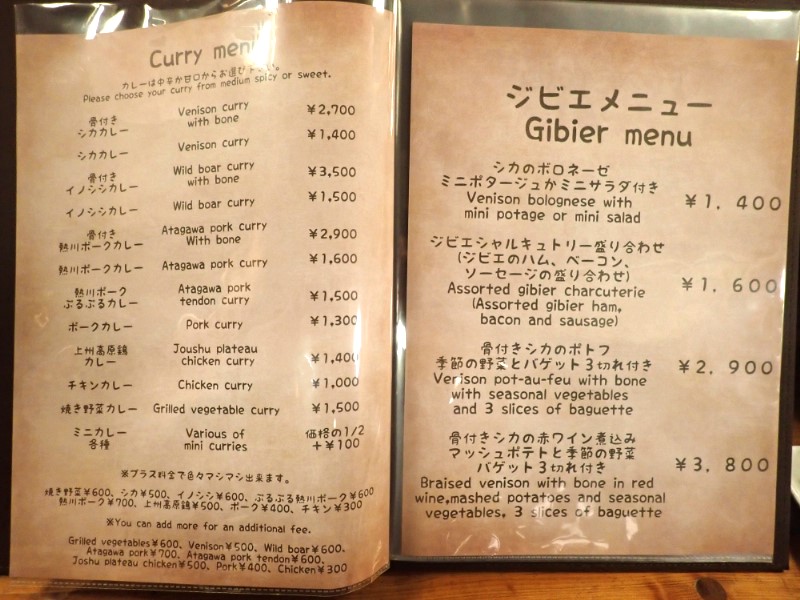 Curry menu
カレーは中辛か甘口からお選び下さい。
Please choose your curry from medium spicy or sweet.
骨付き
シカカレー
Venison curry
with bone
¥2,700
シカカレー
Venison curry
¥1,400
骨付き
イノシシカレー
Wild boar curry
with bone
¥3,500
イノシシカレー
Wild boar curry
¥1,500
骨付き
熱川ポークカレー
Atagawa pork curry
With bone
¥2,900
熱川ポークカレー
Atagawa pork curry
¥1,600
熱川ポーク
ぷるぷるカレー
Atagawa pork
tendon curry
¥1,500
ポークカレー
Pork curry
¥1,300
上州高原鶏
カレー
Joushu plateau
chicken curry
¥1,400
チキンカレー
Chicken curry
¥1,000
焼き野菜カレー
Grilled vegetable curry
¥1,500
ミニカレー
各種
Various of
mini curries
価格の1/2
+¥100
※プラス料金で色々マシマシ出来ます。
焼き野菜¥600、シカ¥500、イノシシ¥600、ぷるぷる熱川ポーク¥600
熱川ポーク¥700、上州高原鶏¥500、ポーク¥400、チキン¥300
※You can add more for an additional fee.
Grilled vegetables¥600、Venison¥500、Wild boar¥600、
Atagawa pork¥700、Atagawa pork tendon¥600、
Joshu plateau chicken¥500、Pork¥400、Chicken¥300
ジビエメニュー
Gibier menu
シカのボロネーゼ
ミニポタージュかミニサラダ付き
Venison bolognese with
mini potage or mini salad
¥1,400
ジビエシャルキュトリー盛り合わせ
(ジビエのハム、ベーコン、
ソーセージの盛り合わせ)
Assorted gibier charcuterie
(Assorted gibier ham,
bacon and sausage)
¥1,600
骨付きシカのポトフ
季節の野菜とバゲット3切れ付き
Venison pot-au-feu with bone
with seasonal vegetables
and 3 slices of baguette
¥2,900
骨付きシカの赤ワイン煮込み
マッシュポテトと季節の野菜
バゲット3切れ付き
Braised venison with bone in red
wine,mashed potatoes and seasonal
vegetables, 3 slices of baguette
¥3,800